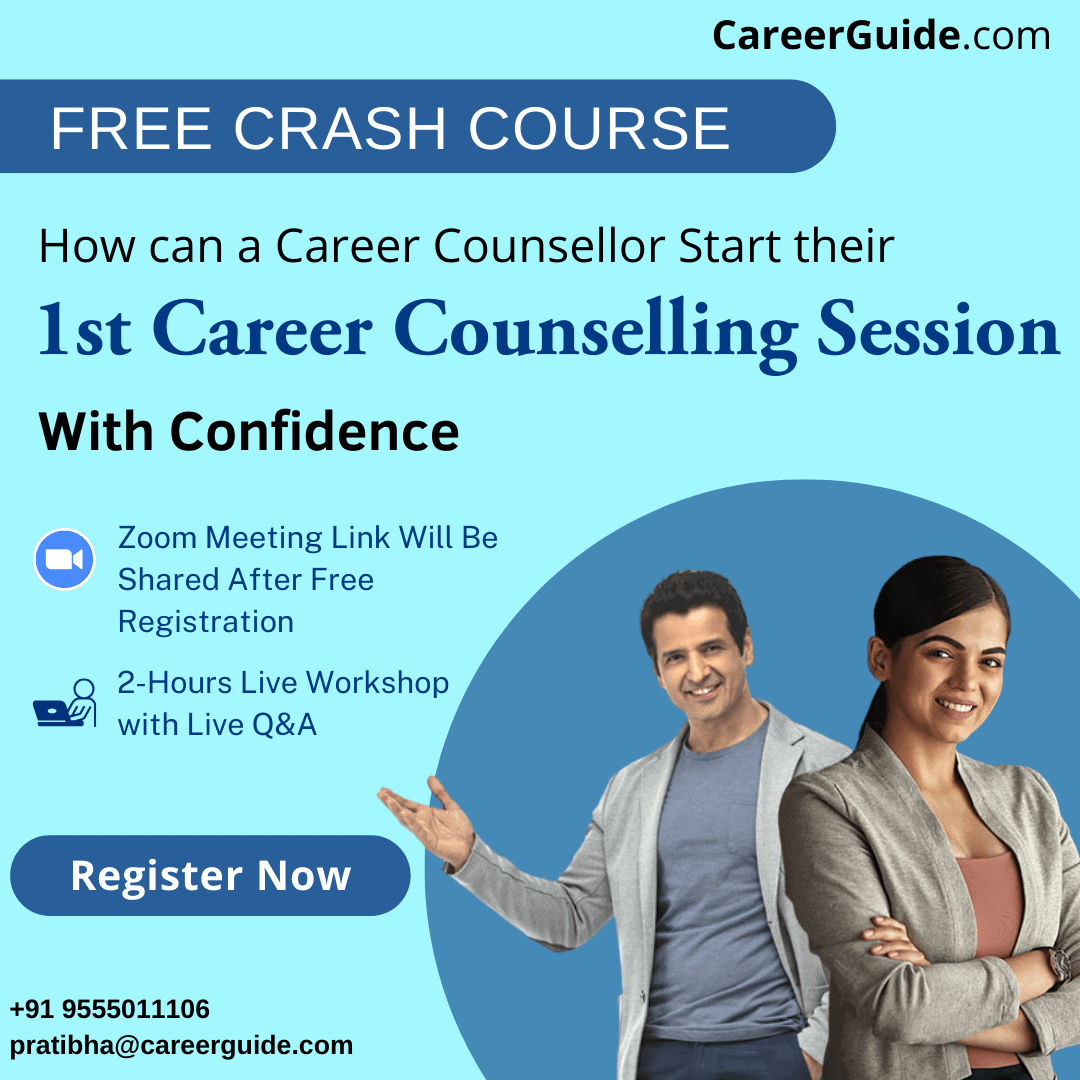 CareerGuide.com
FREE CRASH COURSE
How can a Career Counsellor Start their
1st Career Counselling Session
With Confidence
Zoom Meeting Link Will Be
Shared After Free
Registration
2-Hours Live Workshop
with Live Q&A
Register Now
+91 9555011106
pratibha@careerguide.com